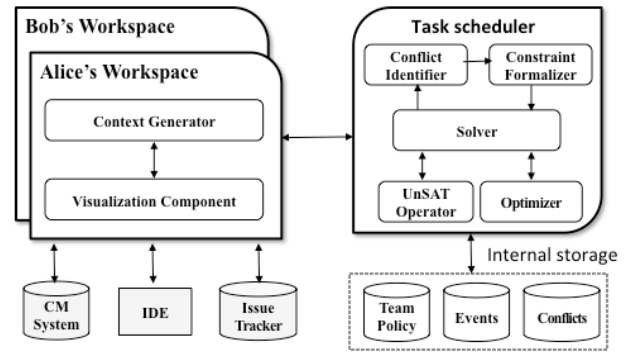 Bob's Workspace
Alice's Workspace
Context Generator
Visualization Component
CM
System
IDE
Issue
Tracker
Task scheduler
Conflict
Identifier
Constraint
Formalizer
Solver
UnSAT
Operator
Optimizer
Internal storage
Team
Policy
Events
Conflicts